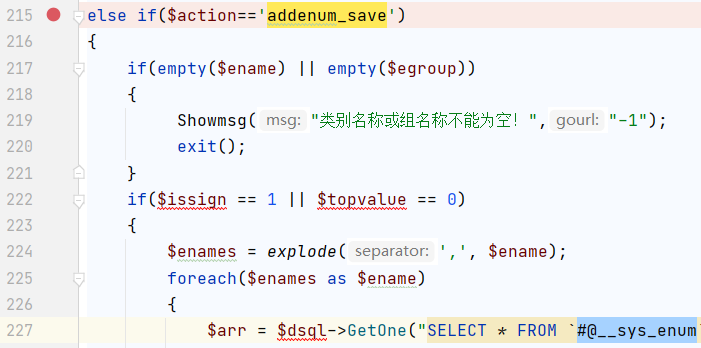 215 else if($action=='addenum_save')
216 {
217 if(empty($ename) || empty($egroup))
218 {
219 Showmsg( msg: "类别名称或组名称不能为空！", gourl: "-1");
220 exit();
221 }
222 if($issign == 1 || $topvalue == 0)
223 {
224 $enames = explode( separator: ',', $ename);
225 foreach($enames as $ename)
226 {
227 $arr = $dsql->GetOne("SELECT * FROM `#@__sys_enum